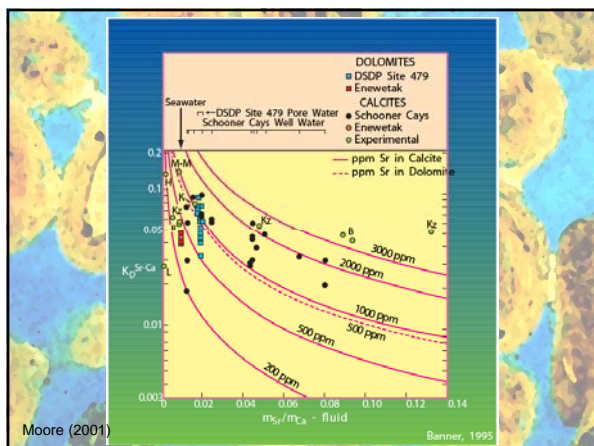 DOLOMITES
DSDP Site 479
Enewetak
CALCITES
Schooner Cays
Enewetak
Experimental
Seawater
←DSDP Site 479 Pore Water
Schooner Cays Well Water
ppm Sr in Calcite
ppm Sr in Dolomite
0.2
0.1
0.05
0.01
0.003
K_D^Sr-Ca
M-M
H
K
Kz
L
Kz
B
Kz
3000 ppm
2000 ppm
1000 ppm
500 ppm
500 ppm
200 ppm
0 0.02 0.04 0.06 0.08 0.10 0.12 0.14
mSr/mCa - fluid
Moore (2001)
Banner, 1995